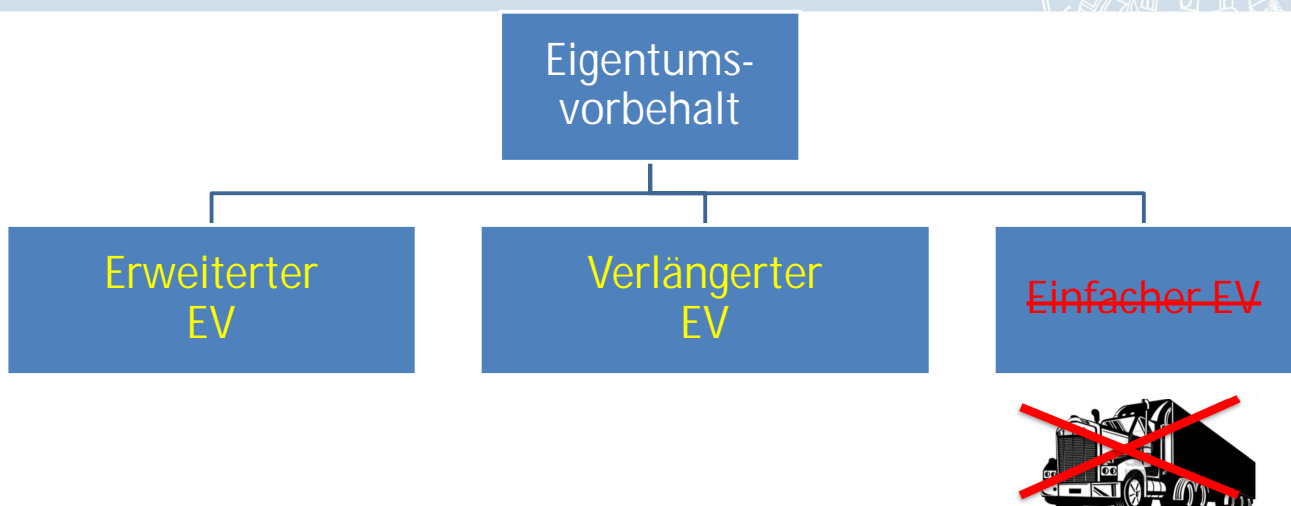 Eigentums-
vorbehalt
Erweiterter
EV
Verlängerter
EV
Einfacher EV